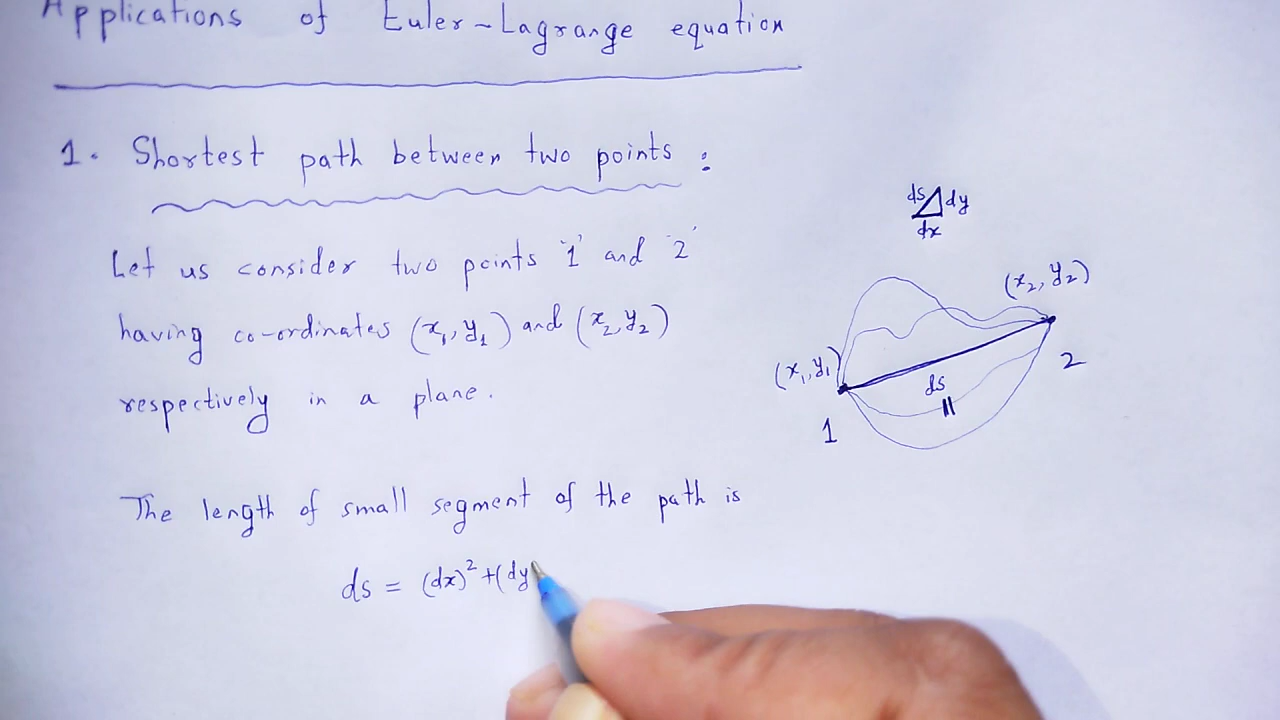 Applications of Euler-Lagrange equation
1. Shortest path between two points :
Let us consider two points '1' and '2'
having co-ordinates (x₁, y₁) and (x₂, y₂)
respectively in a plane.
The length of small segment of the path is
ds = (dx)² + (dy
ds dy
dx
(x₂, y₂)
(x₁, y₁)
2
ds
1